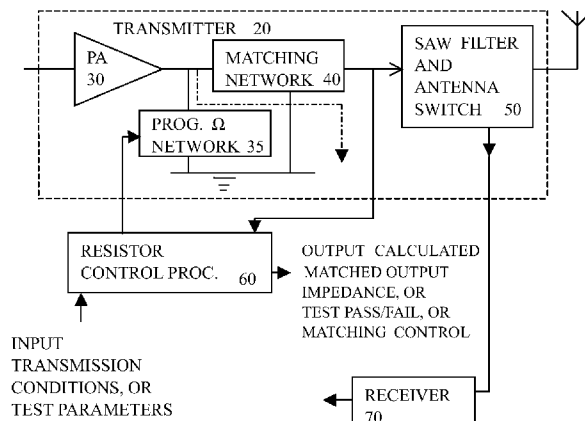 TRANSMITTER 20
PA
30
MATCHING
NETWORK 40
SAW FILTER
AND
ANTENNA
SWITCH 50
PROG. Ω
NETWORK 35
RESISTOR
CONTROL PROC. 60
OUTPUT CALCULATED
MATCHED OUTPUT
IMPEDANCE, OR
TEST PASS/FAIL, OR
MATCHING CONTROL
INPUT
TRANSMISSION
CONDITIONS, OR
TEST PARAMETERS
RECEIVER
70